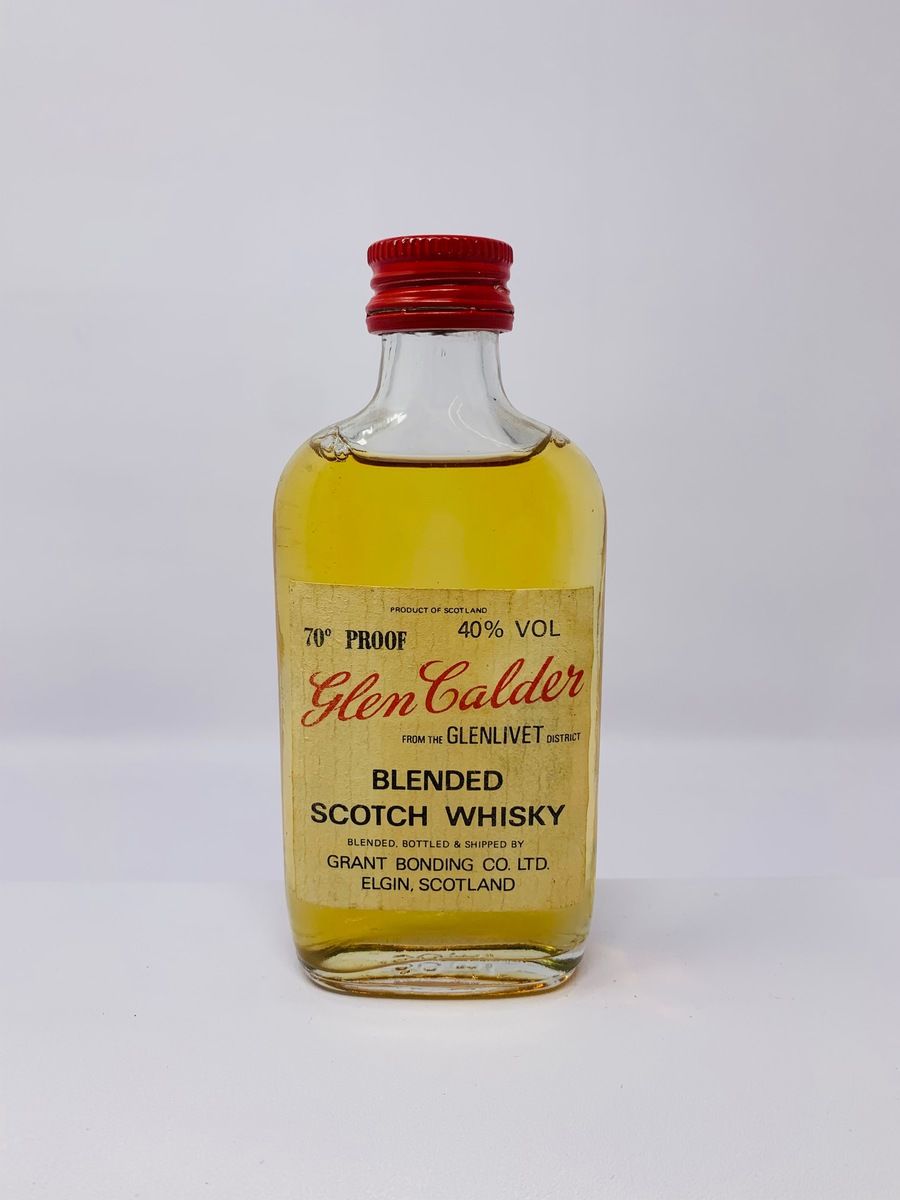 PRODUCT OF SCOTLAND
70º PROOF 40% VOL
Glen Calder
FROM THE GLENLIVET DISTRICT
BLENDED
SCOTCH WHISKY
BLENDED, BOTTLED & SHIPPED BY
GRANT BONDING CO. LTD.
ELGIN, SCOTLAND